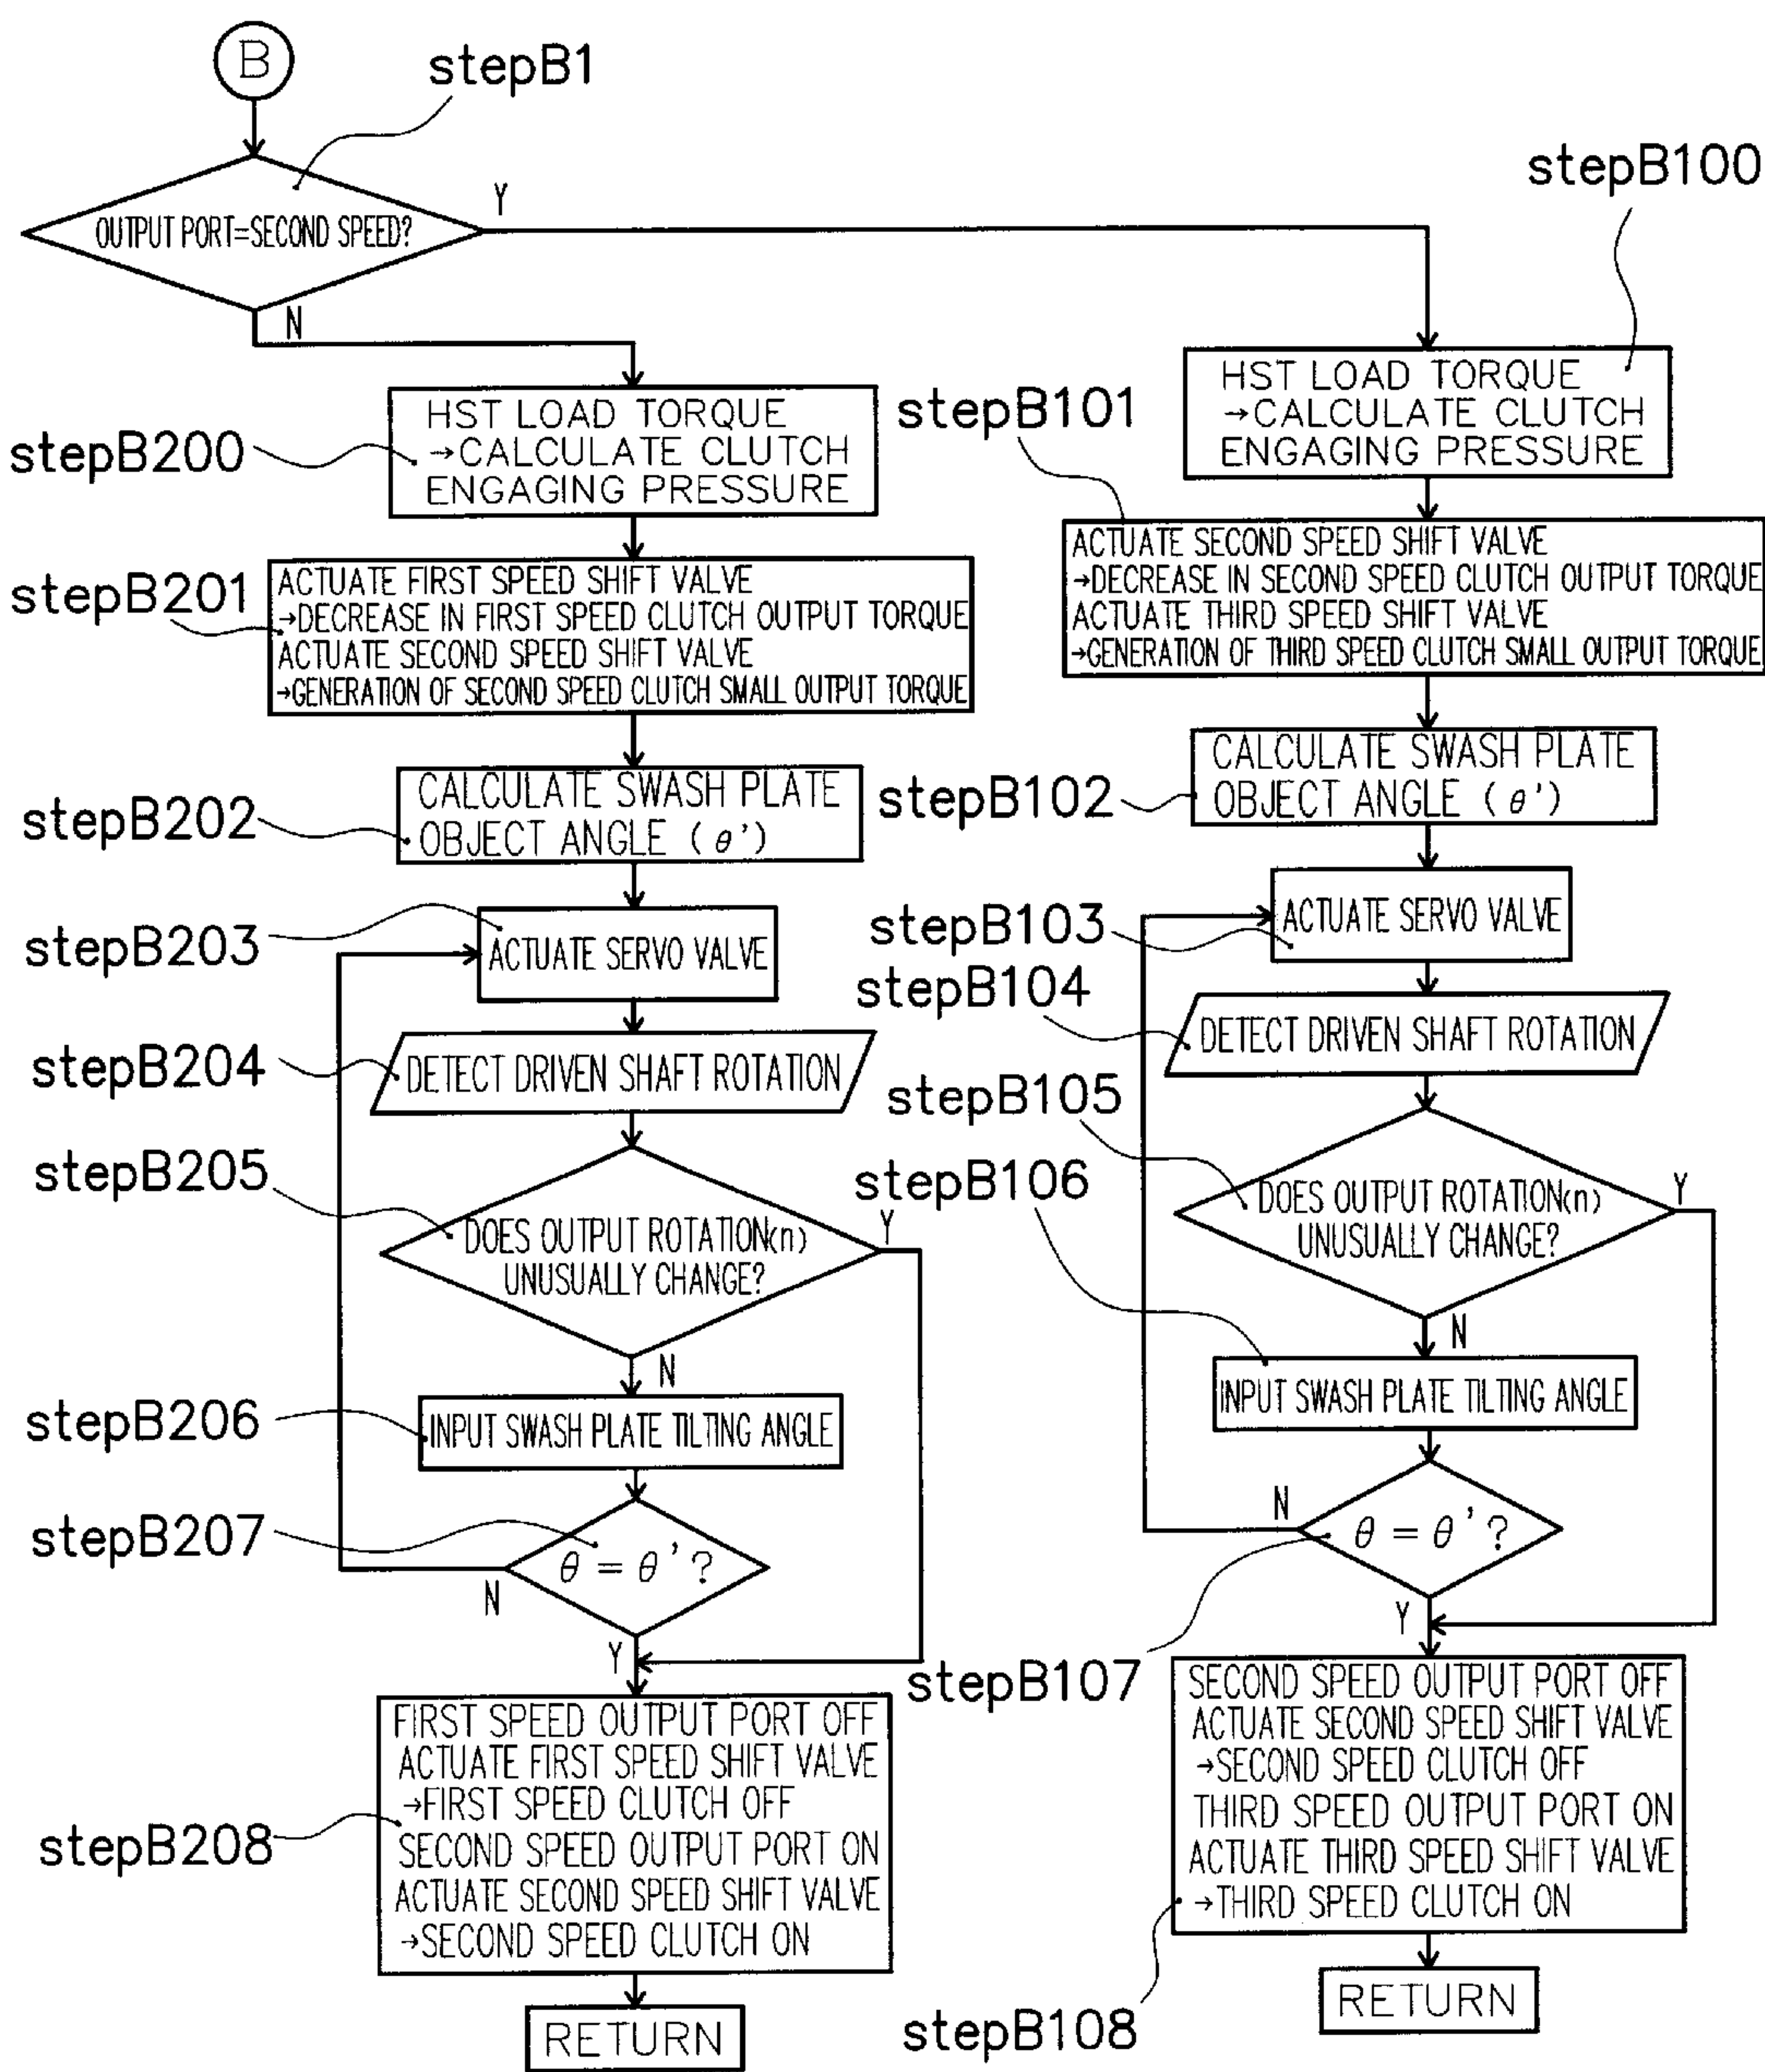 B
stepB1
OUTPUT PORT=SECOND SPEED?
Y
N
stepB100
HST LOAD TORQUE
→CALCULATE CLUTCH
ENGAGING PRESSURE
stepB200
HST LOAD TORQUE
→CALCULATE CLUTCH
ENGAGING PRESSURE
stepB101
ACTUATE SECOND SPEED SHIFT VALVE
→DECREASE IN SECOND SPEED CLUTCH OUTPUT TORQUE
ACTUATE THIRD SPEED SHIFT VALVE
→GENERATION OF THIRD SPEED CLUTCH SMALL OUTPUT TORQUE
stepB201
ACTUATE FIRST SPEED SHIFT VALVE
→DECREASE IN FIRST SPEED CLUTCH OUTPUT TORQUE
ACTUATE SECOND SPEED SHIFT VALVE
→GENERATION OF SECOND SPEED CLUTCH SMALL OUTPUT TORQUE
stepB102
CALCULATE SWASH PLATE
OBJECT ANGLE (θ')
stepB202
CALCULATE SWASH PLATE
OBJECT ANGLE (θ')
stepB103
ACTUATE SERVO VALVE
stepB203
ACTUATE SERVO VALVE
stepB104
DETECT DRIVEN SHAFT ROTATION
stepB204
DETECT DRIVEN SHAFT ROTATION
stepB105
DOES OUTPUT ROTATION(n)
UNUSUALLY CHANGE?
Y
N
stepB205
DOES OUTPUT ROTATION(n)
UNUSUALLY CHANGE?
Y
N
stepB106
INPUT SWASH PLATE TILTING ANGLE
stepB206
INPUT SWASH PLATE TILTING ANGLE
stepB107
θ = θ'?
N
Y
stepB207
θ = θ'?
N
Y
SECOND SPEED OUTPUT PORT OFF
ACTUATE SECOND SPEED SHIFT VALVE
→SECOND SPEED CLUTCH OFF
THIRD SPEED OUTPUT PORT ON
ACTUATE THIRD SPEED SHIFT VALVE
→THIRD SPEED CLUTCH ON
stepB108
RETURN
FIRST SPEED OUTPUT PORT OFF
ACTUATE FIRST SPEED SHIFT VALVE
→FIRST SPEED CLUTCH OFF
SECOND SPEED OUTPUT PORT ON
ACTUATE SECOND SPEED SHIFT VALVE
→SECOND SPEED CLUTCH ON
stepB208
RETURN